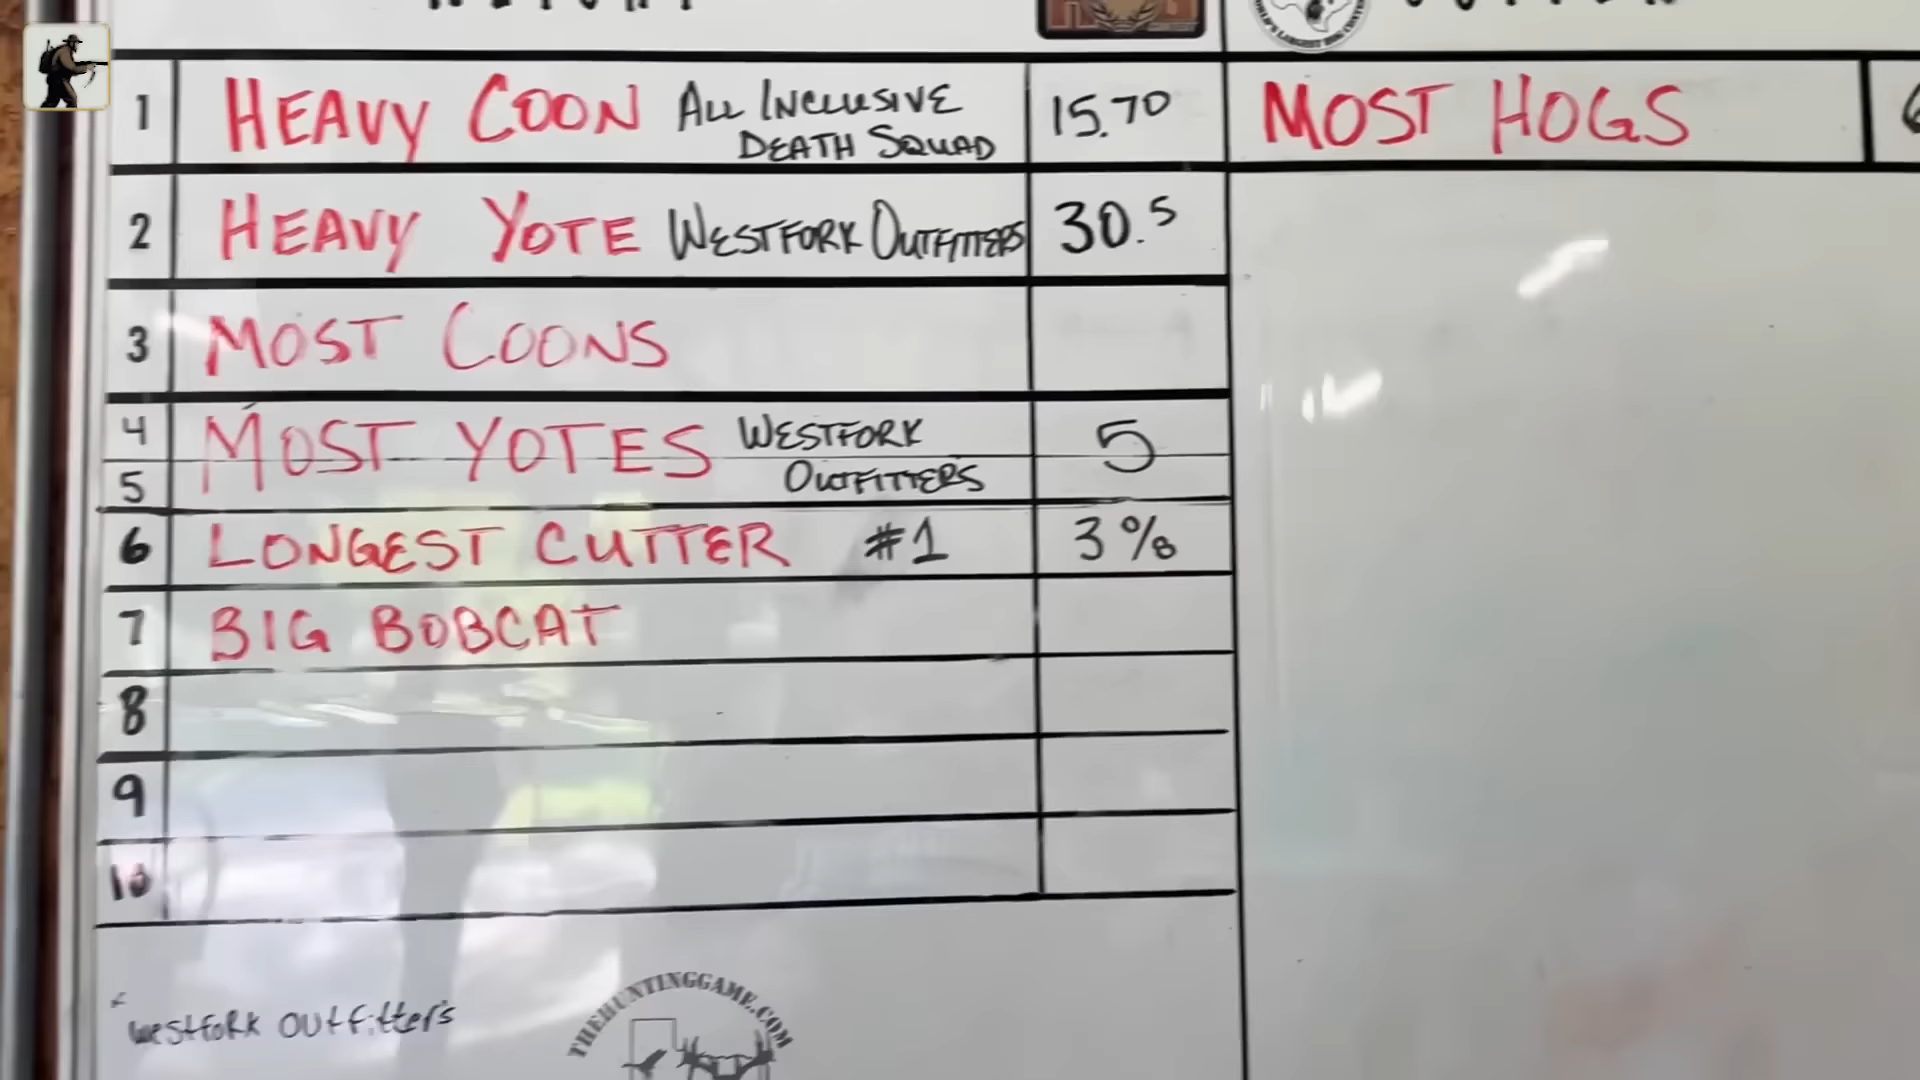 1 HEAVY COON ALL INCLUSIVE DEATH SQUAD 15.70 MOST HOGS
2 HEAVY YOTE WESTFORK OUTFITTERS 30.5
3 MOST COONS
4 MOST YOTES WESTFORK 5
5 OUTFITTERS
6 LONGEST CUTTER #1 3 %
7 BIG BOBCAT
8
9
10
WESTFORK OUTFITTER'S
THEHUNTINGGAME.COM